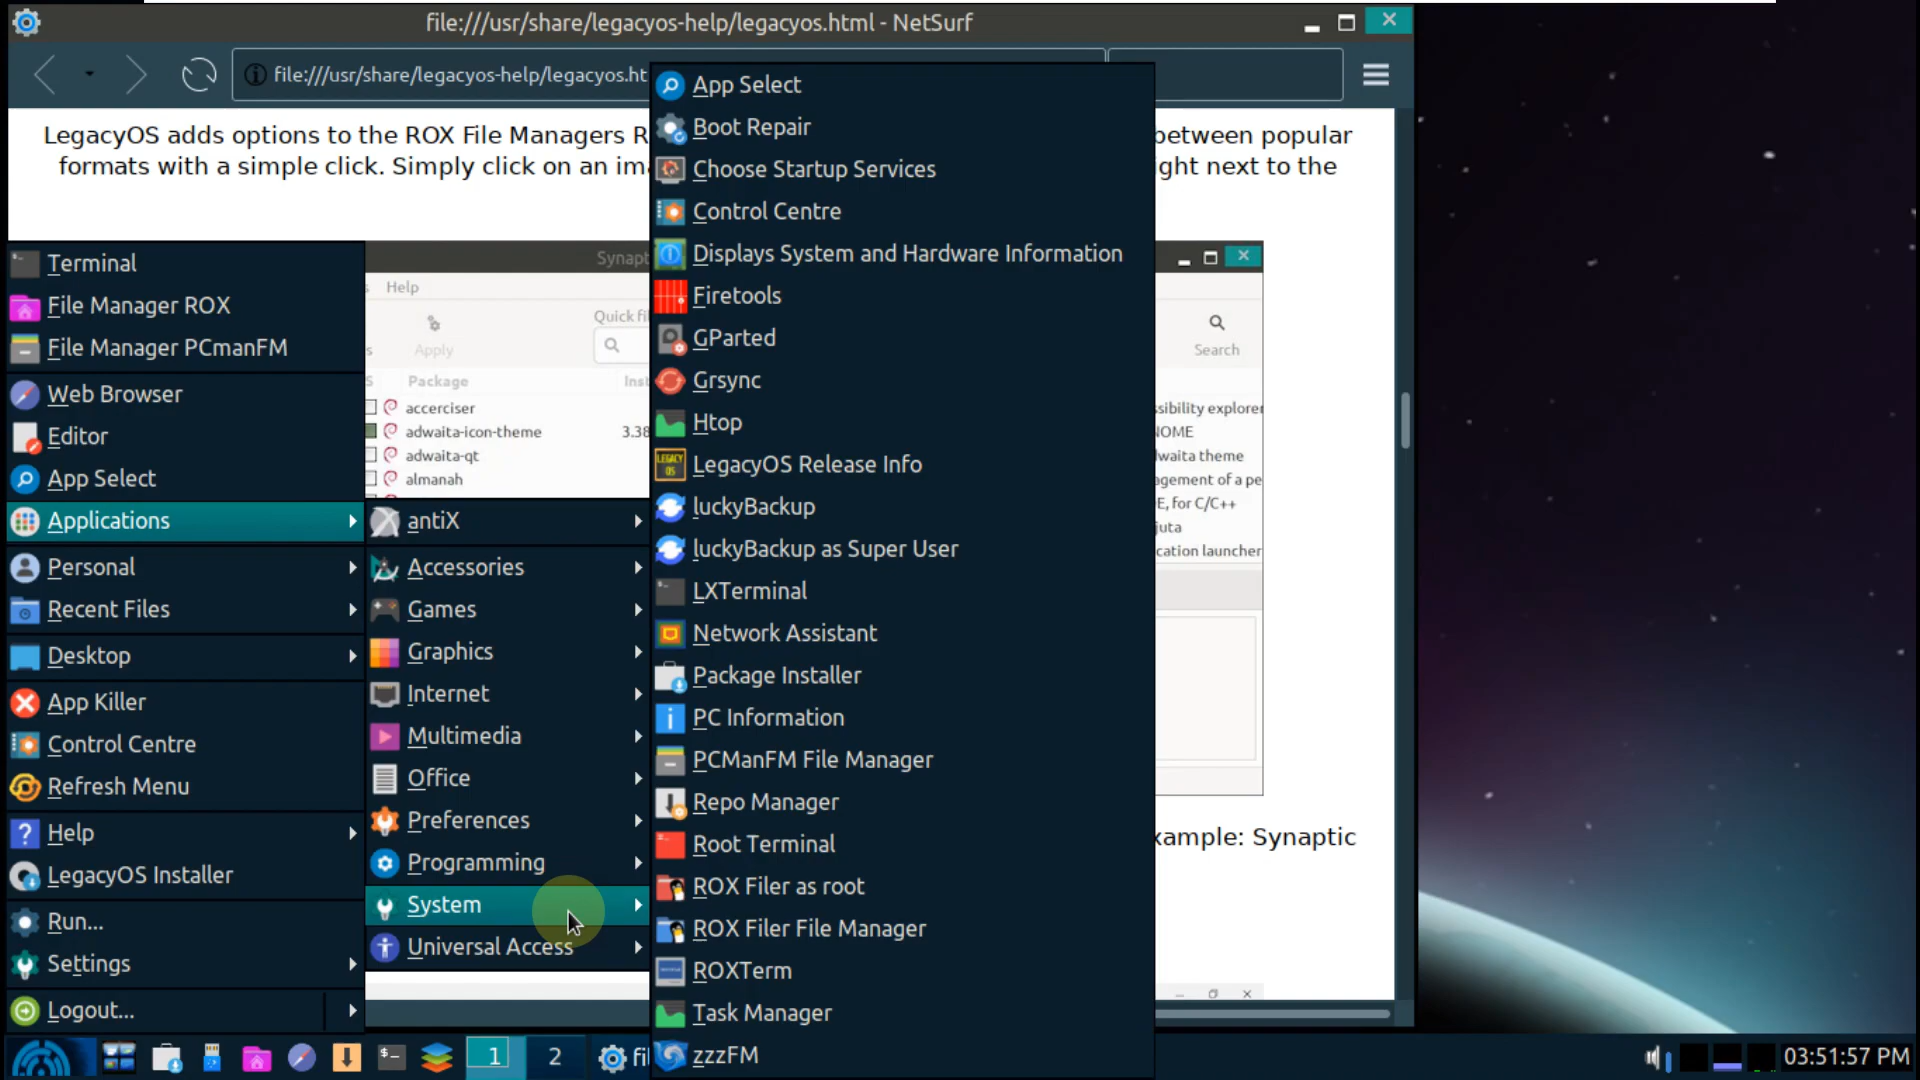 file:///usr/share/legacyos-help/legacyos.html - NetSurf
file:///usr/share/legacyos-help/legacyos.ht
LegacyOS adds options to the ROX File Managers R
between popular
formats with a simple click. Simply click on an
ght next to the
Terminal
File Manager ROX
File Manager PCmanFM
Web Browser
Editor
App Select
Applications
Personal
Recent Files
Desktop
App Killer
Control Centre
Refresh Menu
Help
LegacyOS Installer
Run...
Settings
Logout...
Synapt
Help
Quick fi
Apply
Search
S Package Inst
accerciser
adwaita-icon-theme 3.38
adwaita-qt
almanah
sibility explorer
NOME
dwaita theme
agement of a pe
E, for C/C++
juta
cation launcher
antiX
Accessories
Games
Graphics
Internet
Multimedia
Office
Preferences
Programming
System
Universal Access
App Select
Boot Repair
Choose Startup Services
Control Centre
Displays System and Hardware Information
Firetools
GParted
Grsync
Htop
LEGACY OS
LegacyOS Release Info
luckyBackup
luckyBackup as Super User
LXTerminal
Network Assistant
Package Installer
PC Information
PCManFM File Manager
Repo Manager
Root Terminal
ROX Filer as root
ROX Filer File Manager
ROXTerm
Task Manager
zzzFM
xample: Synaptic
1
2
fil
03:51:57 PM